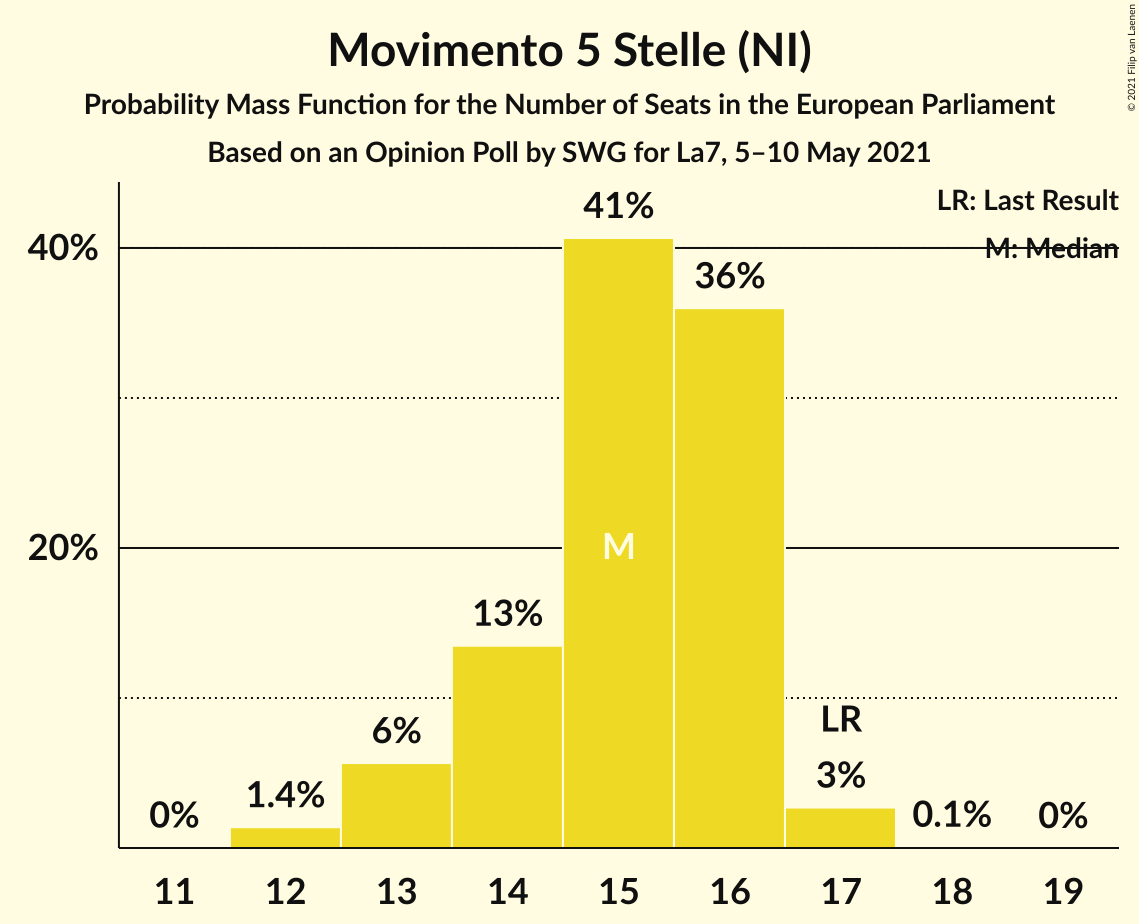 Movimento 5 Stelle (NI)
Probability Mass Function for the Number of Seats in the European Parliament
Based on an Opinion Poll by SWG for La7, 5–10 May 2021
© 2021 Filip van Laenen
LR: Last Result
M: Median
40%
20%
0%
1.4%
6%
13%
41%
M
36%
LR
3%
0.1%
0%
11 12 13 14 15 16 17 18 19